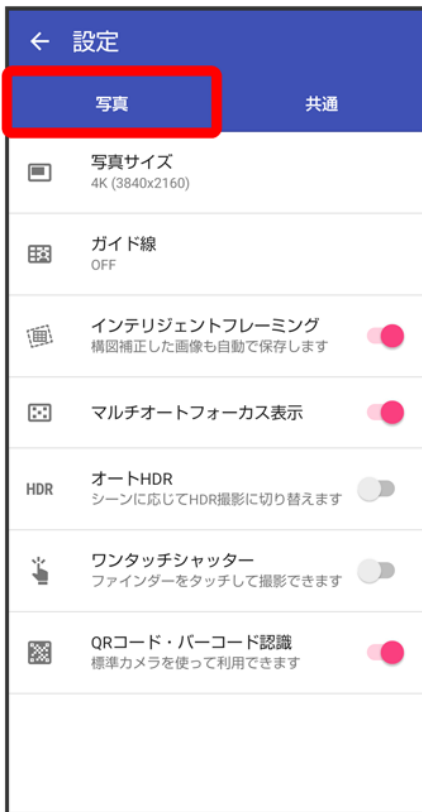 設定
写真
共通
写真サイズ
4K (3840x2160)
ガイド線
OFF
インテリジェントフレーミング
構図補正した画像も自動で保存します
マルチオートフォーカス表示
HDR
オートHDR
シーンに応じてHDR撮影に切り替えます
ワンタッチシャッター
ファインダーをタッチして撮影できます
QRコード・バーコード認識
標準カメラを使って利用できます